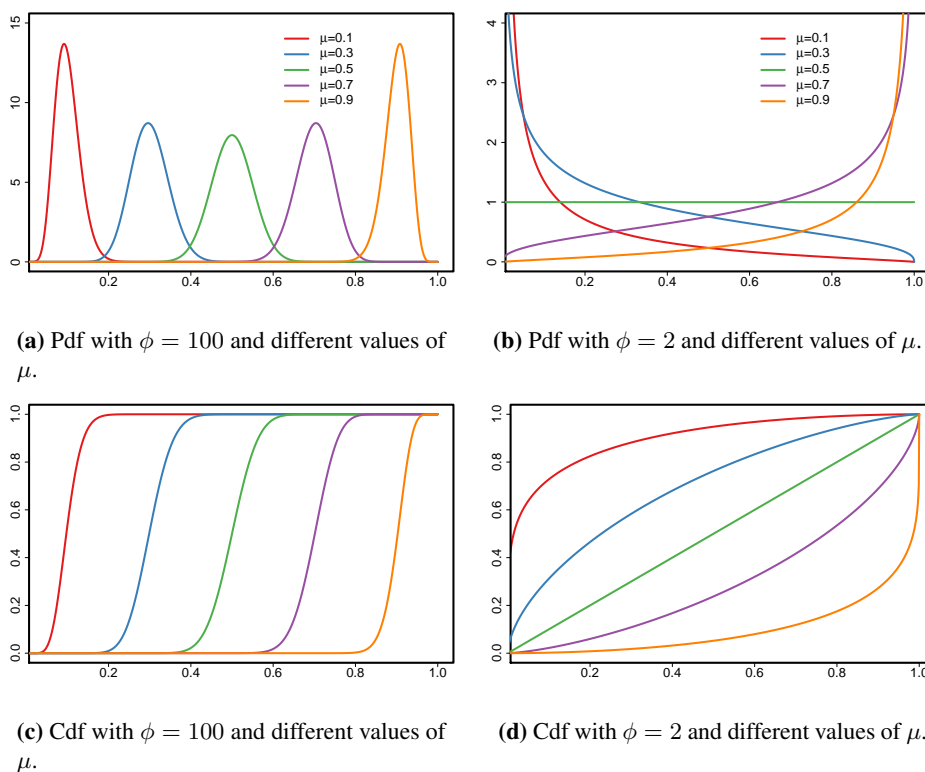 15
10
5
0
μ=0.1
μ=0.3
μ=0.5
μ=0.7
μ=0.9
0.2 0.4 0.6 0.8 1.0
(a) Pdf with ϕ = 100 and different values of
μ.
4
3
2
1
0
μ=0.1
μ=0.3
μ=0.5
μ=0.7
μ=0.9
0.2 0.4 0.6 0.8 1.0
(b) Pdf with ϕ = 2 and different values of μ.
1.0
0.8
0.6
0.4
0.2
0.0
0.2 0.4 0.6 0.8 1.0
(c) Cdf with ϕ = 100 and different values of
μ.
1.0
0.8
0.6
0.4
0.2
0.0
0.2 0.4 0.6 0.8 1.0
(d) Cdf with ϕ = 2 and different values of μ.